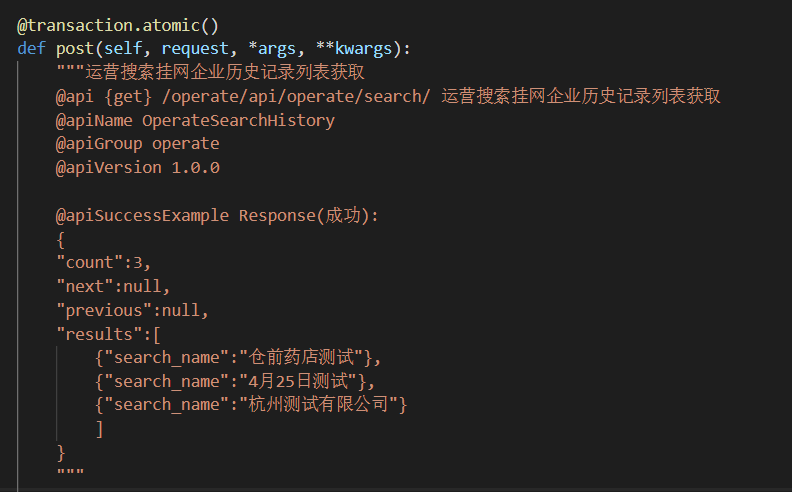 @transaction.atomic()
def post(self, request, *args, **kwargs):
"""运营搜索挂网企业历史记录列表获取
@api {get} /operate/api/operate/search/ 运营搜索挂网企业历史记录列表获取
@apiName OperateSearchHistory
@apiGroup operate
@apiVersion 1.0.0
@apiSuccessExample Response(成功):
{
"count":3,
"next":null,
"previous":null,
"results":[
{"search_name":"仓前药店测试"},
{"search_name":"4月25日测试"},
{"search_name":"杭州测试有限公司"}
]
}
"""